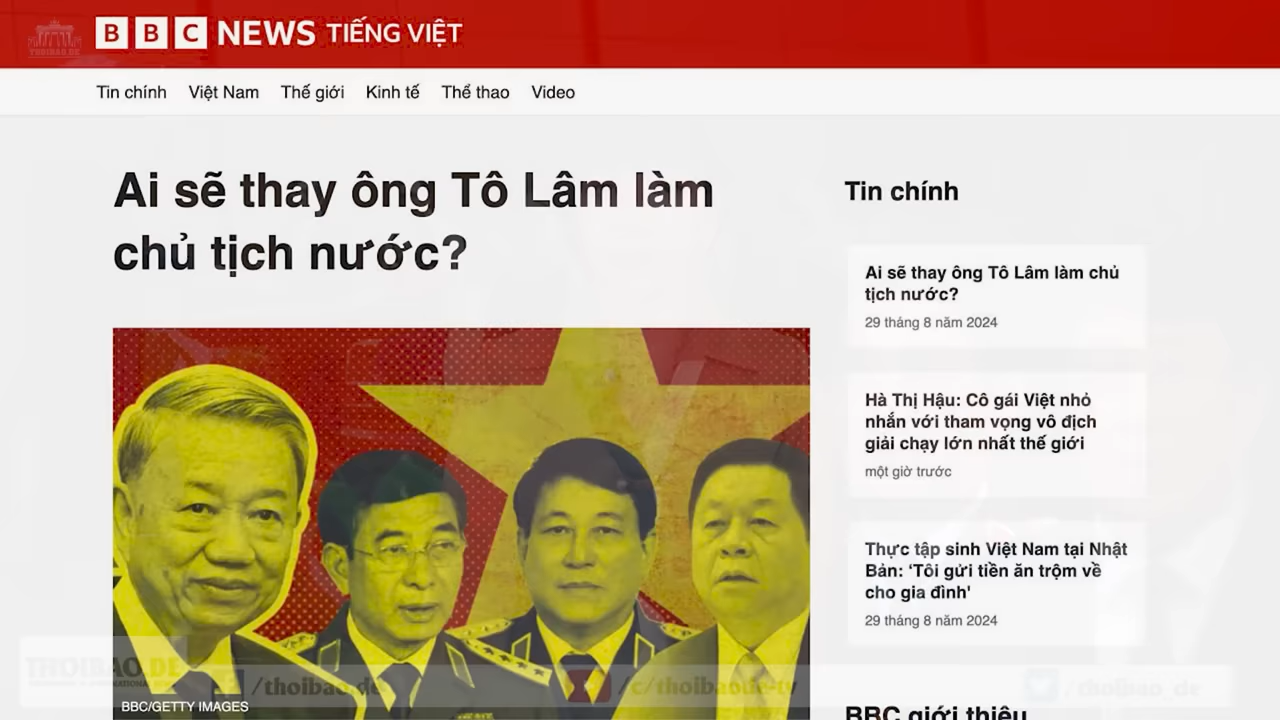 THOIBAO.DE
BBC NEWS TIẾNG VIỆT
Tin chính Việt Nam Thế giới Kinh tế Thể thao Video
Ai sẽ thay ông Tô Lâm làm
chủ tịch nước?
BBC/GETTY IMAGES
Tin chính
Ai sẽ thay ông Tô Lâm làm chủ
tịch nước?
29 tháng 8 năm 2024
Hà Thị Hậu: Cô gái Việt nhỏ
nhắn với tham vọng vô địch
giải chạy lớn nhất thế giới
một giờ trước
Thực tập sinh Việt Nam tại Nhật
Bản: ‘Tôi gửi tiền ăn trộm về
cho gia đình'
29 tháng 8 năm 2024
BBC giới thiệu
THOIBAO.DE /thoibao.de /c/thoibaode-tv /thoibao_de